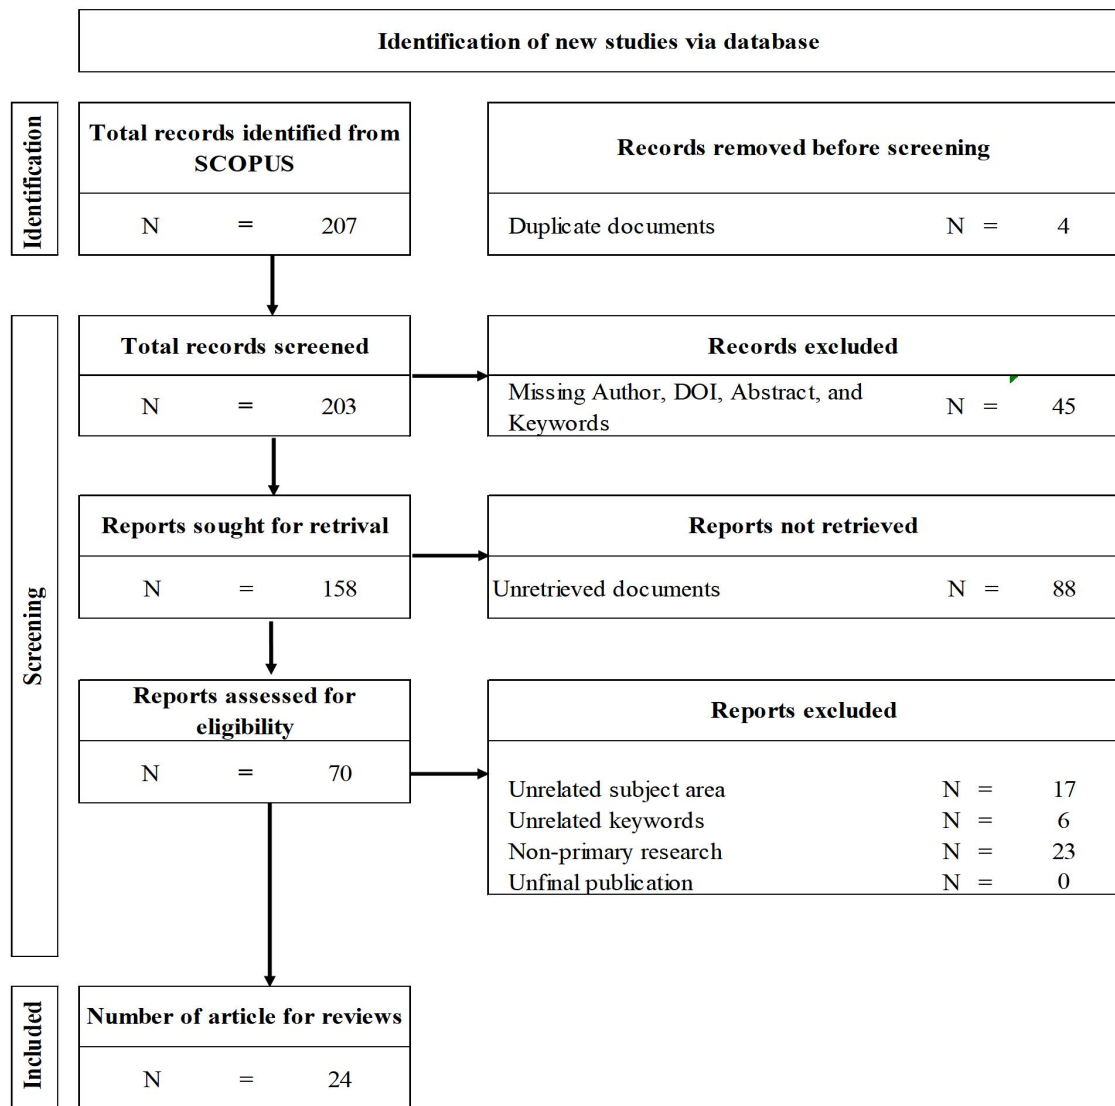 Identification of new studies via database
Identification
Total records identified from
SCOPUS
N = 207
Records removed before screening
Duplicate documents N = 4
Screening
Total records screened
N = 203
Records excluded
Missing Author, DOI, Abstract, and
Keywords
N = 45
Reports sought for retrival
N = 158
Reports not retrieved
Unretrieved documents N = 88
Reports assessed for
eligibility
N = 70
Reports excluded
Unrelated subject area N = 17
Unrelated keywords N = 6
Non-primary research N = 23
Unfinal publication N = 0
Included
Number of article for reviews
N = 24